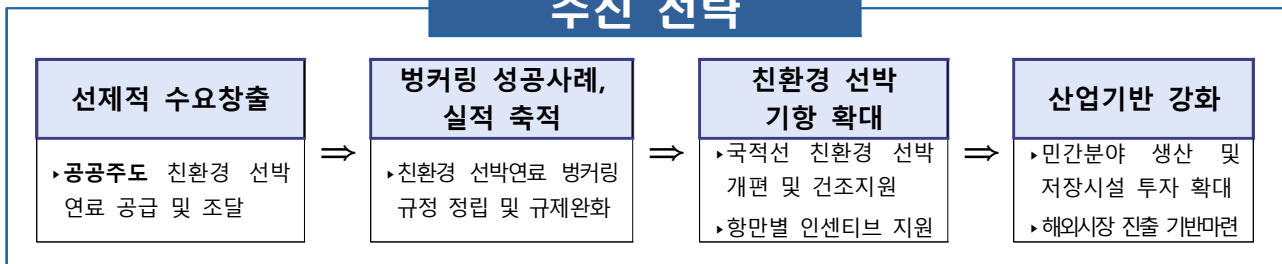 추진 전략
선제적 수요창출
▸공공주도 친환경 선박
연료 공급 및 조달
⇒
벙커링 성공사례,
실적 축적
▸친환경 선박연료 벙커링
규정 정립 및 규제완화
⇒
친환경 선박
기항 확대
▸국적선 친환경 선박
개편 및 건조지원
▸항만별 인센티브 지원
⇒
산업기반 강화
▸민간분야 생산 및
저장시설 투자 확대
▸해외시장 진출 기반마련